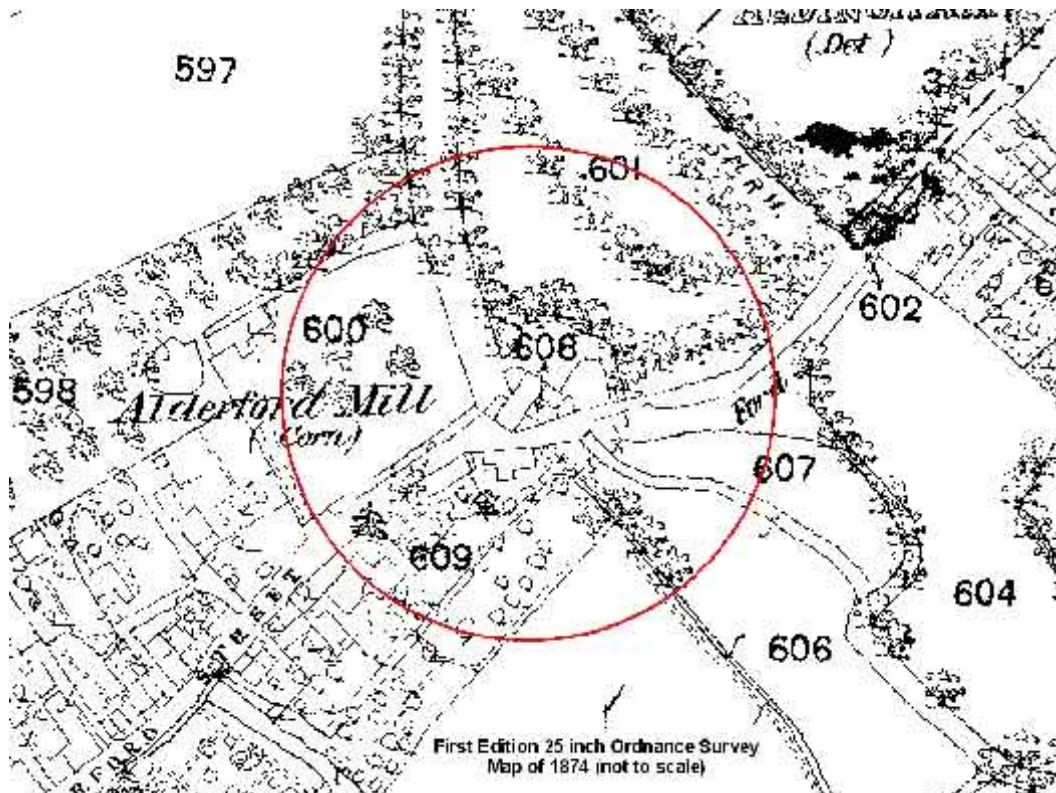 (Det.)
597
3
601
602
600
608
598
Alderford Mill
(Corn)
Ford
607
609
604
606
First Edition 25 inch Ordnance Survey
Map of 1874 (not to scale)